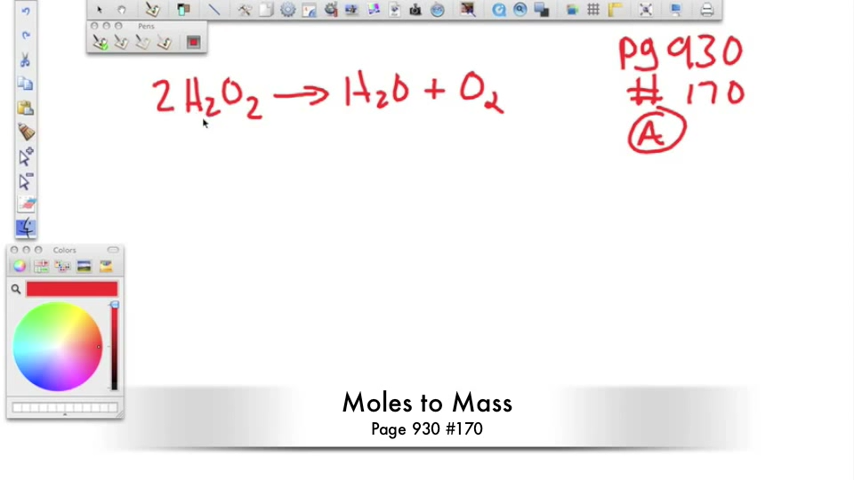 Pens
2H₂O₂ → H₂O + O₂
pg 930
# 170
A
Colors
Moles to Mass
Page 930 #170